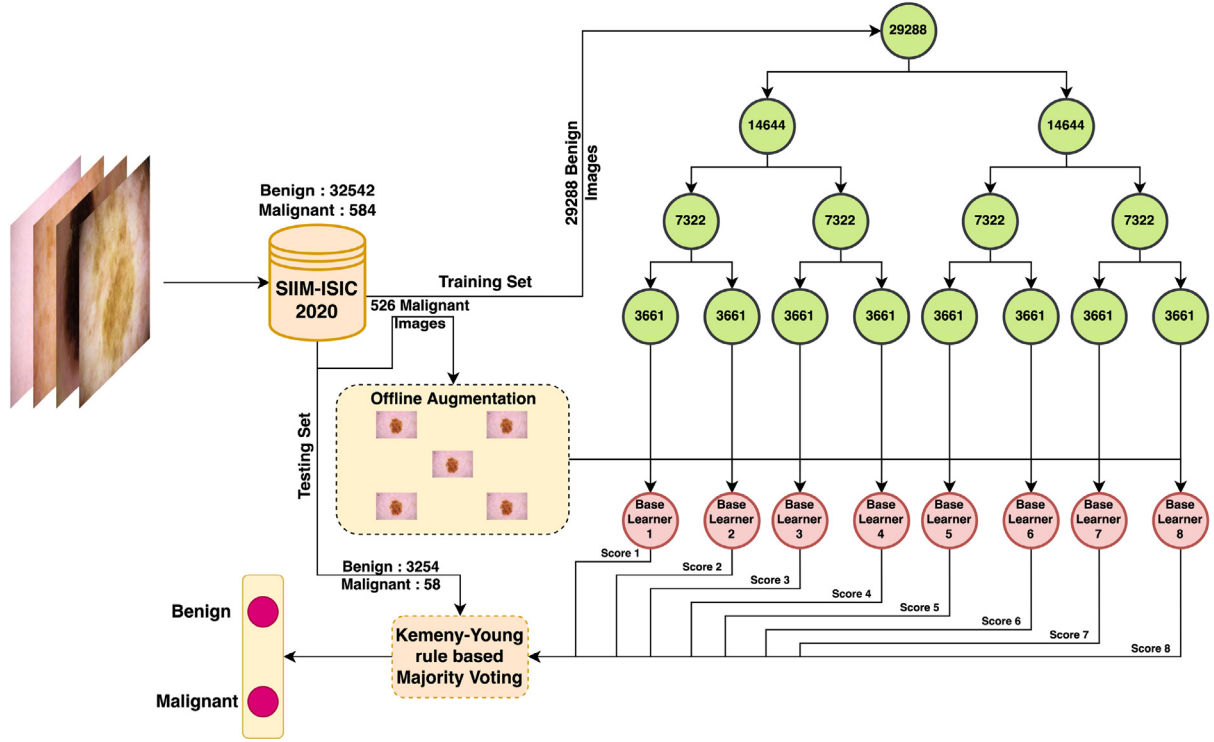 29288
14644
14644
29288 Benign
Images
Benign : 32542
Malignant : 584
7322
7322
7322
7322
SIIM-ISIC
2020
Training Set
526 Malignant
Images
3661
3661
3661
3661
3661
3661
3661
3661
Offline Augmentation
Testing Set
Base
Learner
1
Base
Learner
2
Base
Learner
3
Base
Learner
4
Base
Learner
5
Base
Learner
6
Base
Learner
7
Base
Learner
8
Score 1
Score 2
Score 3
Score 4
Score 5
Score 6
Score 7
Score 8
Benign : 3254
Malignant : 58
Kemeny-Young
rule based
Majority Voting
Benign
Malignant